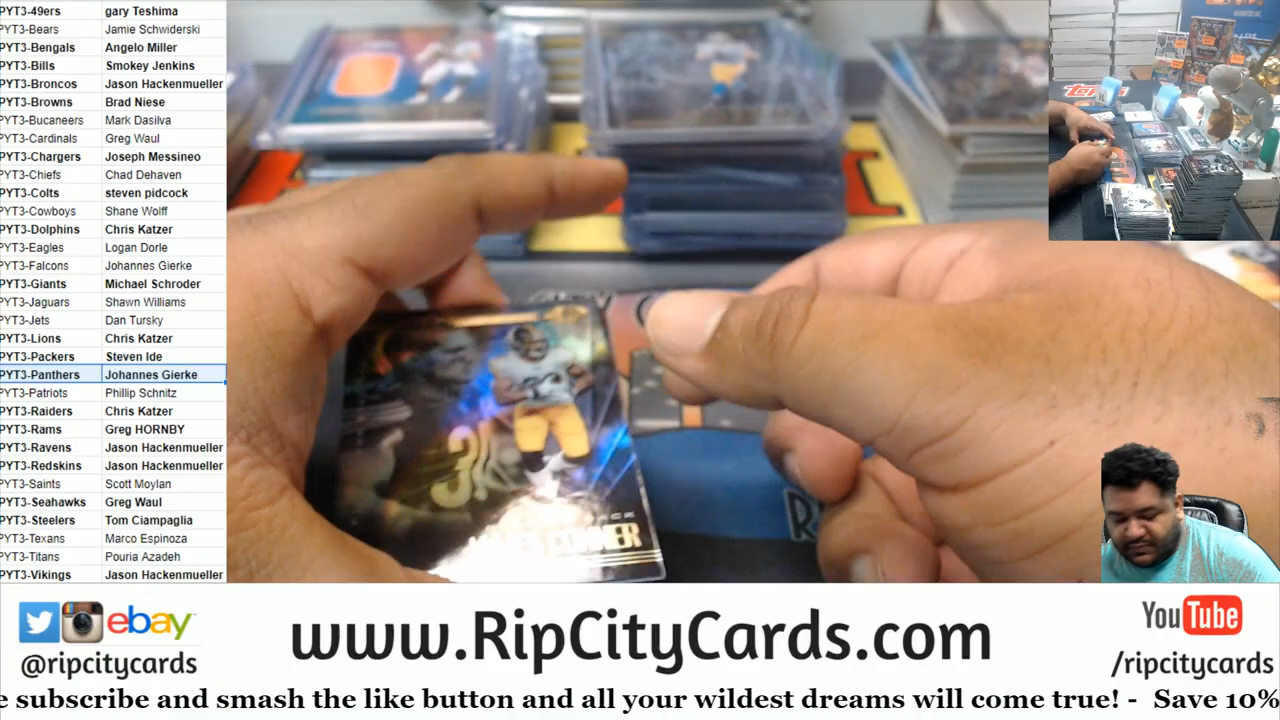 PYT3-49ers gary Teshima
PYT3-Bears Jamie Schwiderski
PYT3-Bengals Angelo Miller
PYT3-Bills Smokey Jenkins
PYT3-Broncos Jason Hackenmueller
PYT3-Browns Brad Niese
PYT3-Bucaneers Mark Dasilva
PYT3-Cardinals Greg Waul
PYT3-Chargers Joseph Messineo
PYT3-Chiefs Chad Dehaven
PYT3-Colts steven pidcock
PYT3-Cowboys Shane Wolff
PYT3-Dolphins Chris Katzer
PYT3-Eagles Logan Dorle
PYT3-Falcons Johannes Gierke
PYT3-Giants Michael Schroder
PYT3-Jaguars Shawn Williams
PYT3-Jets Dan Tursky
PYT3-Lions Chris Katzer
PYT3-Packers Steven Ide
PYT3-Panthers Johannes Gierke
PYT3-Patriots Phillip Schnitz
PYT3-Raiders Chris Katzer
PYT3-Rams Greg HORNBY
PYT3-Ravens Jason Hackenmueller
PYT3-Redskins Jason Hackenmueller
PYT3-Saints Scott Moylan
PYT3-Seahawks Greg Waul
PYT3-Steelers Tom Ciampaglia
PYT3-Texans Marco Espinoza
PYT3-Titans Pouria Azadeh
PYT3-Vikings Jason Hackenmueller
topps
CONNER
ebay
@ripcitycards
www.RipCityCards.com
YouTube
/ripcitycards
e subscribe and smash the like button and all your wildest dreams will come true! - Save 10%